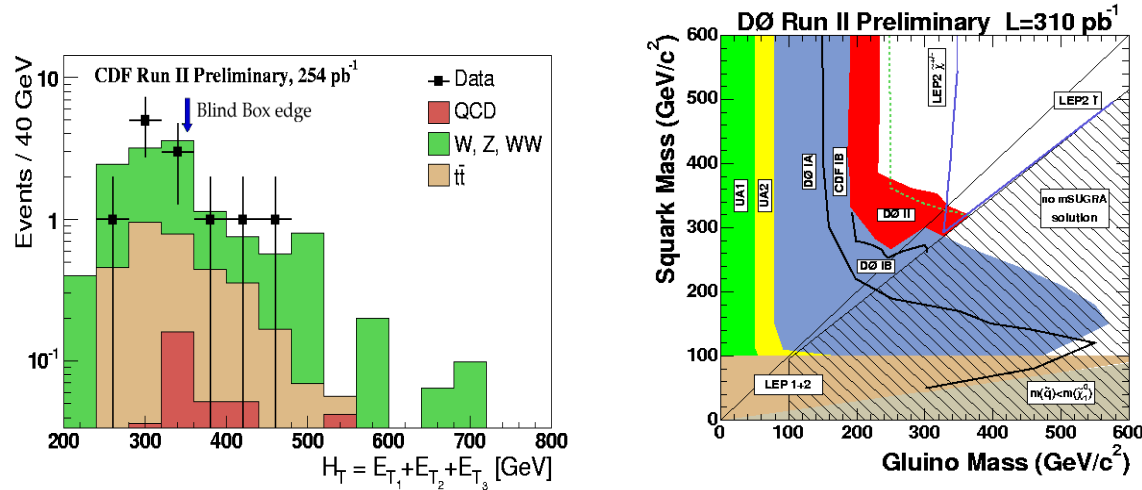 CDF Run II Preliminary, 254 pb⁻¹
Blind Box edge
Data
QCD
W, Z, WW
tt̄
Events / 40 GeV
10
1
10⁻¹
200 300 400 500 600 700 800
H_T = E_T₁+E_T₂+E_T₃ [GeV]
DØ Run II Preliminary L=310 pb⁻¹
Squark Mass (GeV/c²)
600
500
400
300
200
100
0
UA1
UA2
DØ IA
CDF IB
DØ II
DØ IB
LEP2 χ̃⁺⁻
LEP2 l̃
no mSUGRA
solution
LEP 1+2
m(q̃)<m(χ̃⁰₁)
0 100 200 300 400 500 600
Gluino Mass (GeV/c²)